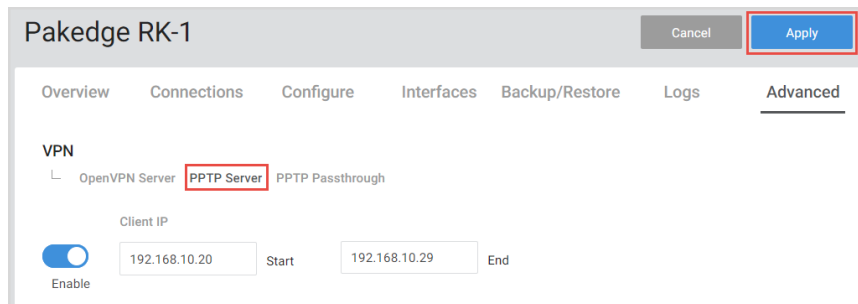 Pakedge RK-1 Cancel Apply
Overview Connections Configure Interfaces Backup/Restore Logs Advanced
VPN
OpenVPN Server PPTP Server PPTP Passthrough
Client IP
192.168.10.20 Start 192.168.10.29 End
Enable